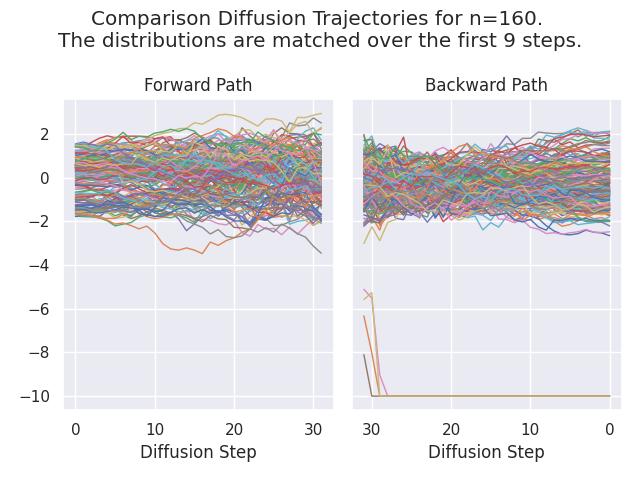 Comparison Diffusion Trajectories for n=160.
The distributions are matched over the first 9 steps.
Forward Path
Backward Path
2
0
−2
−4
−6
−8
−10
0 10 20 30
30 20 10 0
Diffusion Step
Diffusion Step